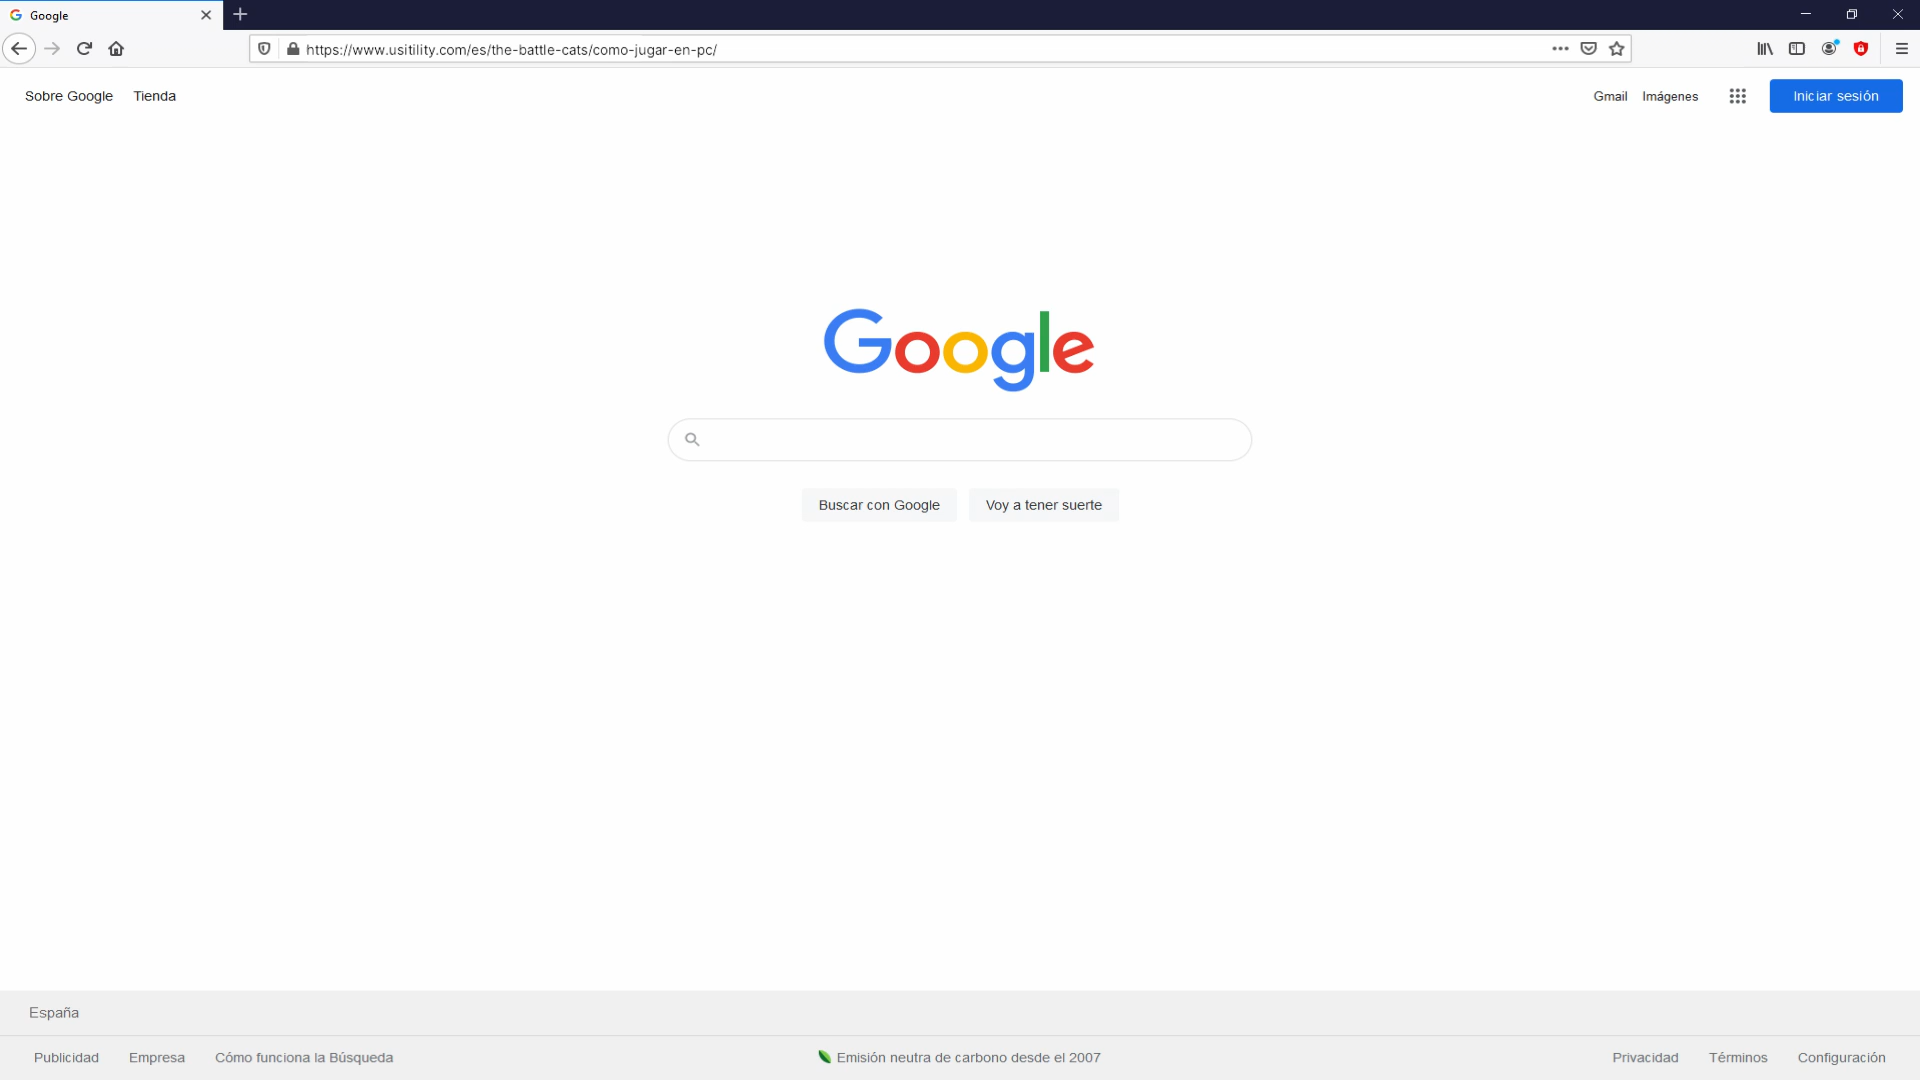 Google
https://www.usitility.com/es/the-battle-cats/como-jugar-en-pc/
Sobre Google Tienda Gmail Imágenes Iniciar sesión
Google
Buscar con Google Voy a tener suerte
España
Publicidad Empresa Cómo funciona la Búsqueda Emisión neutra de carbono desde el 2007 Privacidad Términos Configuración